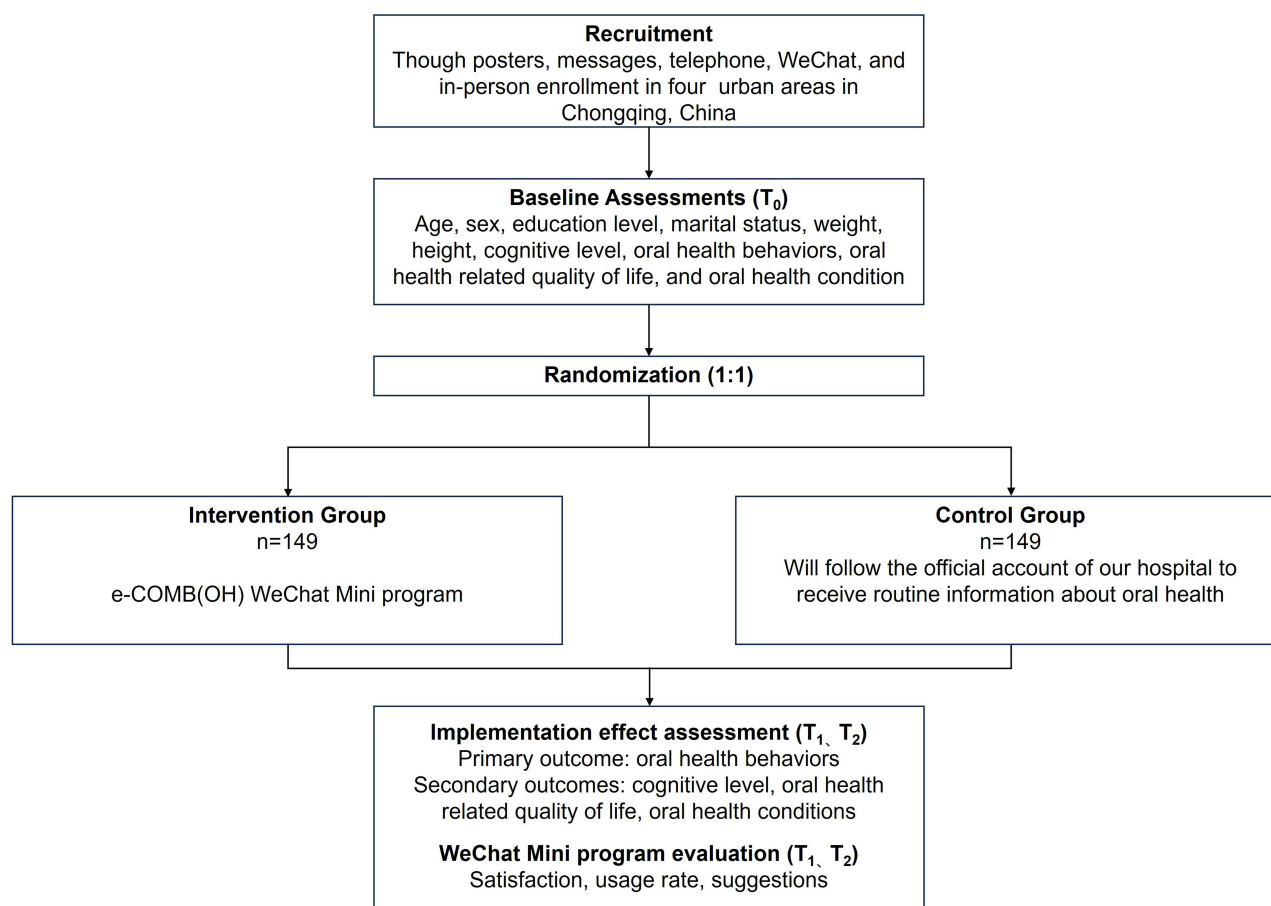 Recruitment
Though posters, messages, telephone, WeChat, and
in-person enrollment in four urban areas in
Chongqing, China
Baseline Assessments (T₀)
Age, sex, education level, marital status, weight,
height, cognitive level, oral health behaviors, oral
health related quality of life, and oral health condition
Randomization (1:1)
Intervention Group
n=149
e-COMB(OH) WeChat Mini program
Control Group
n=149
Will follow the official account of our hospital to
receive routine information about oral health
Implementation effect assessment (T₁、T₂)
Primary outcome: oral health behaviors
Secondary outcomes: cognitive level, oral health
related quality of life, oral health conditions
WeChat Mini program evaluation (T₁、T₂)
Satisfaction, usage rate, suggestions